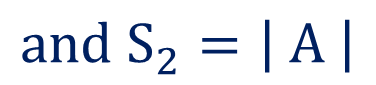 and S₂ = | A |